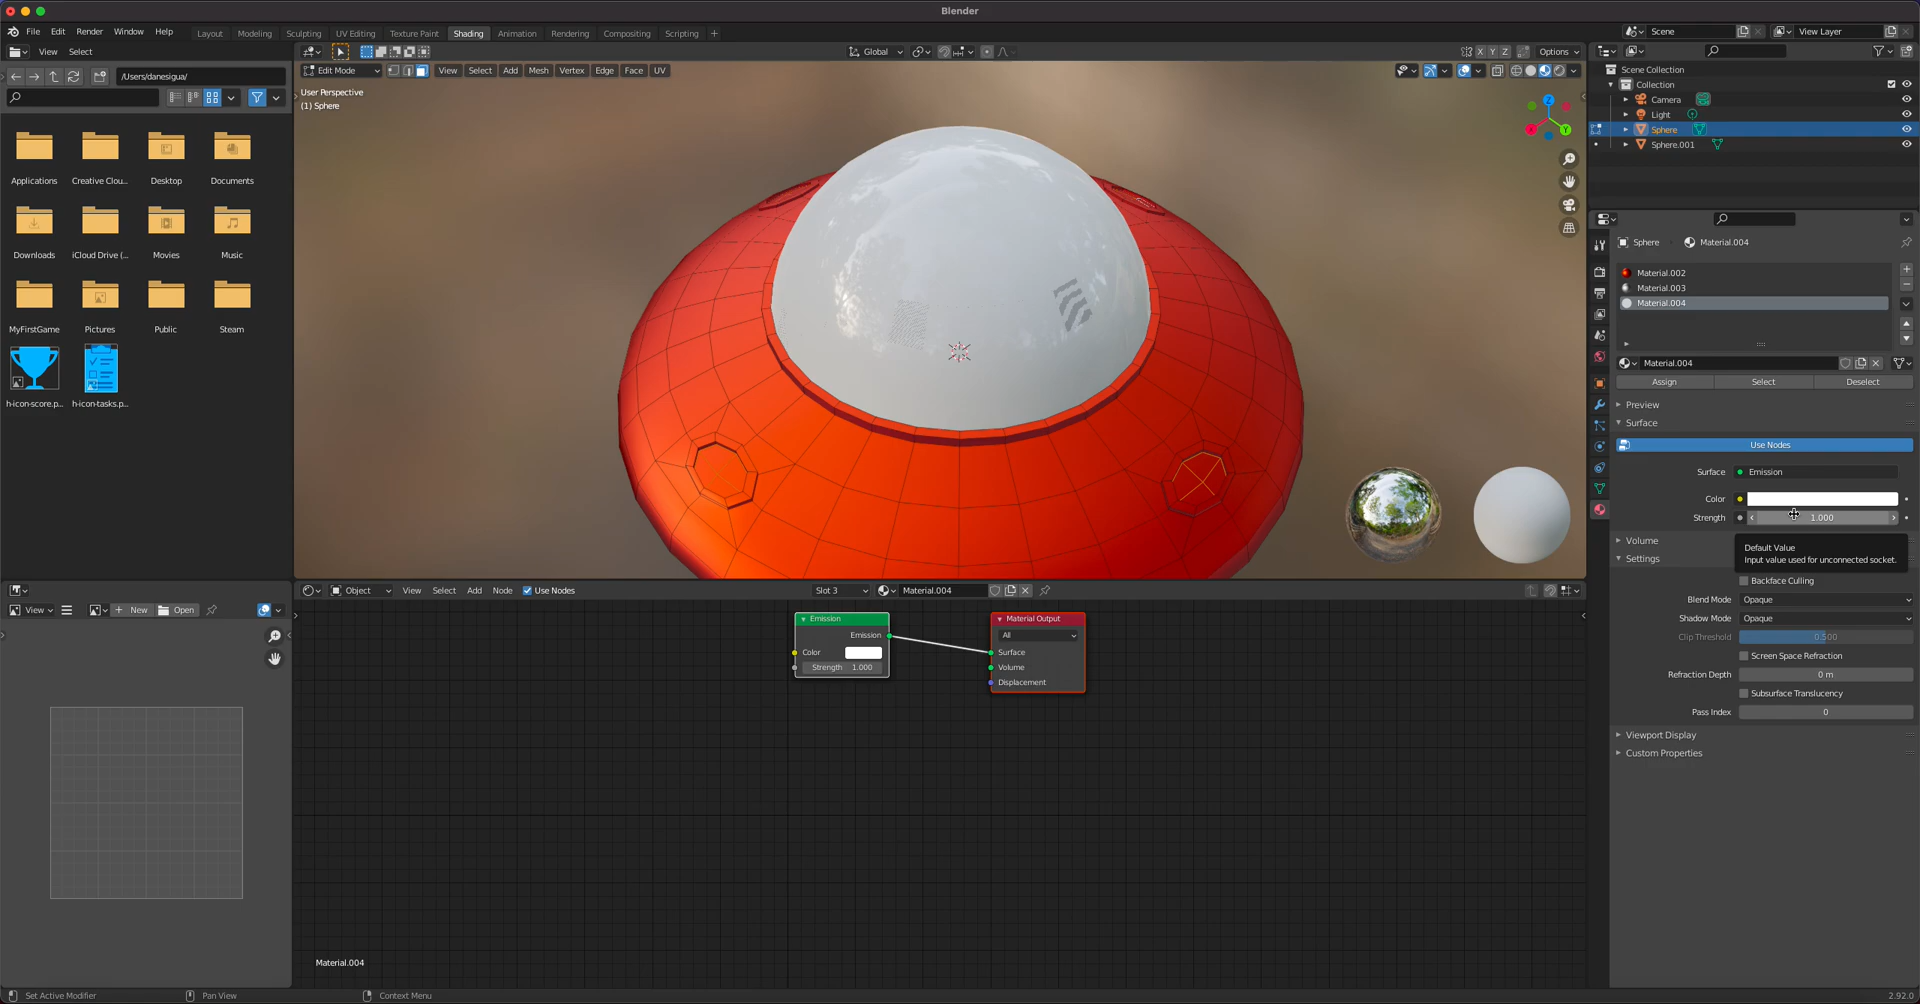 Blender
File Edit Render Window Help
Layout Modeling Sculpting UV Editing Texture Paint Shading Animation Rendering Compositing Scripting +
Scene
View Layer
View Select
Global
X Y Z
Options
/Users/danesigua/
Edit Mode
View Select Add Mesh Vertex Edge Face UV
User Perspective
(1) Sphere
Z
X
Y
Applications
Creative Clou...
Desktop
Documents
Downloads
iCloud Drive (...
Movies
Music
MyFirstGame
Pictures
Public
Steam
h-icon-score.p...
h-icon-tasks.p...
Scene Collection
Collection
Camera
Light
Sphere
Sphere.001
Sphere
Material.004
Material.002
Material.003
Material.004
Material.004
Assign
Select
Deselect
Preview
Surface
Use Nodes
Surface
Emission
Color
Strength
1.000
Volume
Default Value
Input value used for unconnected socket.
Settings
Backface Culling
Blend Mode
Opaque
Shadow Mode
Opaque
Clip Threshold
0.500
Screen Space Refraction
Refraction Depth
0 m
Subsurface Translucency
Pass Index
0
Viewport Display
Custom Properties
View
New
Open
Object
View Select Add Node Use Nodes
Slot 3
Material.004
Emission
Emission
Color
Strength 1.000
Material Output
All
Surface
Volume
Displacement
Material.004
Set Active Modifier
Pan View
Context Menu
2.92.0